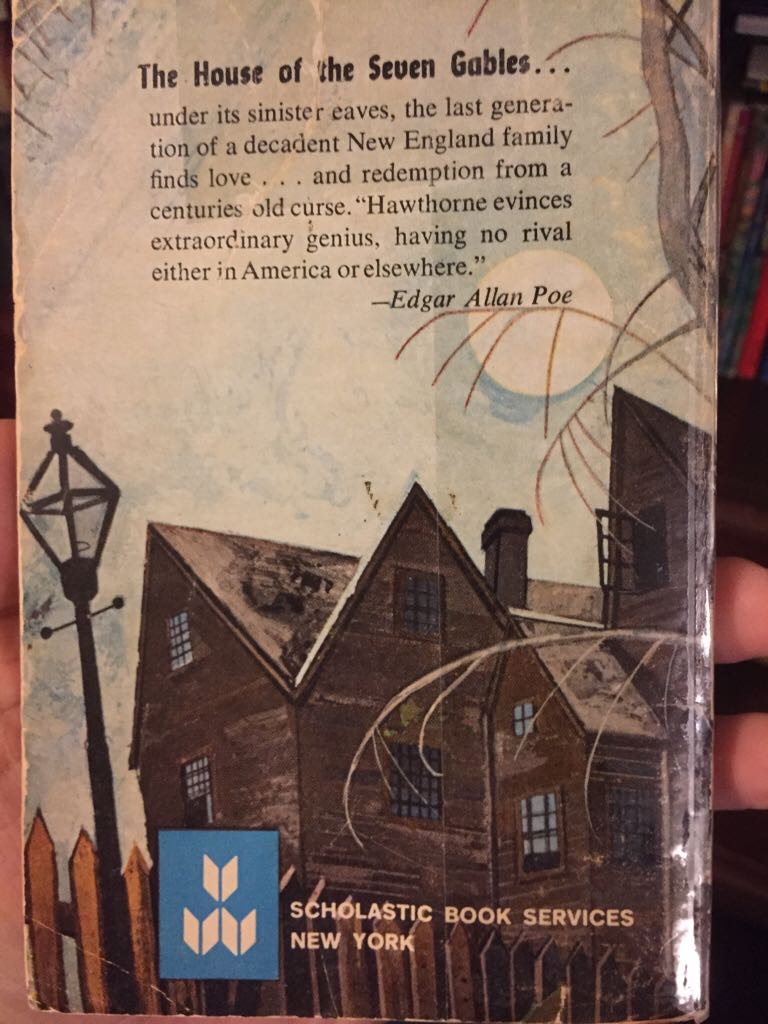 The House of the Seven Gables...
under its sinister eaves, the last genera-
tion of a decadent New England family
finds love . . . and redemption from a
centuries old curse. "Hawthorne evinces
extraordinary genius, having no rival
either in America or elsewhere."
—Edgar Allan Poe
SCHOLASTIC BOOK SERVICES
NEW YORK